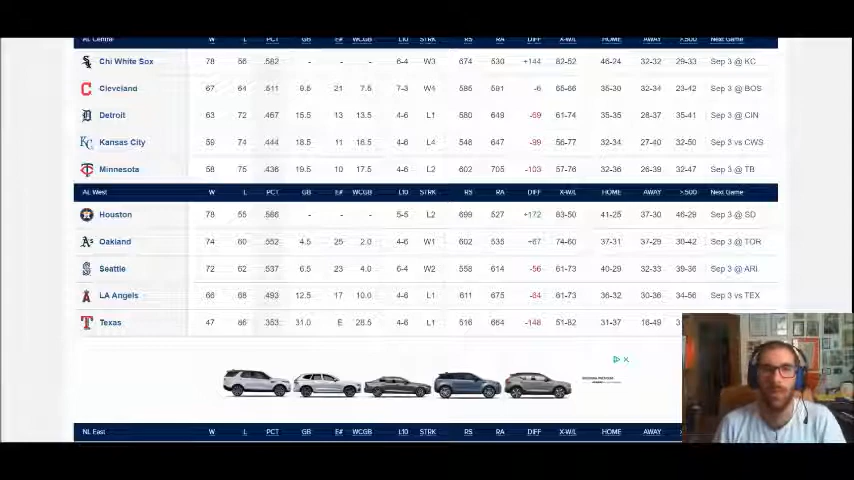 AL Central W L PCT GB E# WCGB L10 STRK RS RA DIFF X-W/L HOME AWAY >.500 Next Game
Chi White Sox 78 56 .582 - - - 6-4 W3 674 530 +144 82-52 46-24 32-32 29-33 Sep 3 @ KC
Cleveland 67 64 .511 9.5 21 7.5 7-3 W4 585 591 -6 65-66 35-30 32-34 23-42 Sep 3 @ BOS
Detroit 63 72 .467 15.5 13 13.5 4-6 L1 580 649 -69 61-74 35-35 28-37 35-41 Sep 3 @ CIN
Kansas City 59 74 .444 18.5 11 16.5 4-6 L4 548 647 -99 56-77 32-34 27-40 32-50 Sep 3 vs CWS
Minnesota 58 75 .436 19.5 10 17.5 4-6 L2 602 705 -103 57-76 32-36 26-39 32-47 Sep 3 @ TB
AL West W L PCT GB E# WCGB L10 STRK RS RA DIFF X-W/L HOME AWAY >.500 Next Game
Houston 78 55 .586 - - - 5-5 L2 699 527 +172 83-50 41-25 37-30 46-29 Sep 3 @ SD
Oakland 74 60 .552 4.5 25 2.0 4-6 W1 602 535 +67 74-60 37-31 37-29 30-42 Sep 3 @ TOR
Seattle 72 62 .537 6.5 23 4.0 6-4 W2 558 614 -56 61-73 40-29 32-33 39-36 Sep 3 @ ARI
LA Angels 66 68 .493 12.5 17 10.0 4-6 L1 611 675 -64 61-73 36-32 30-36 34-56 Sep 3 vs TEX
Texas 47 86 .353 31.0 E 28.5 4-6 L1 516 664 -148 51-82 31-37 16-49
NL East W L PCT GB E# WCGB L10 STRK RS RA DIFF X-W/L HOME AWAY